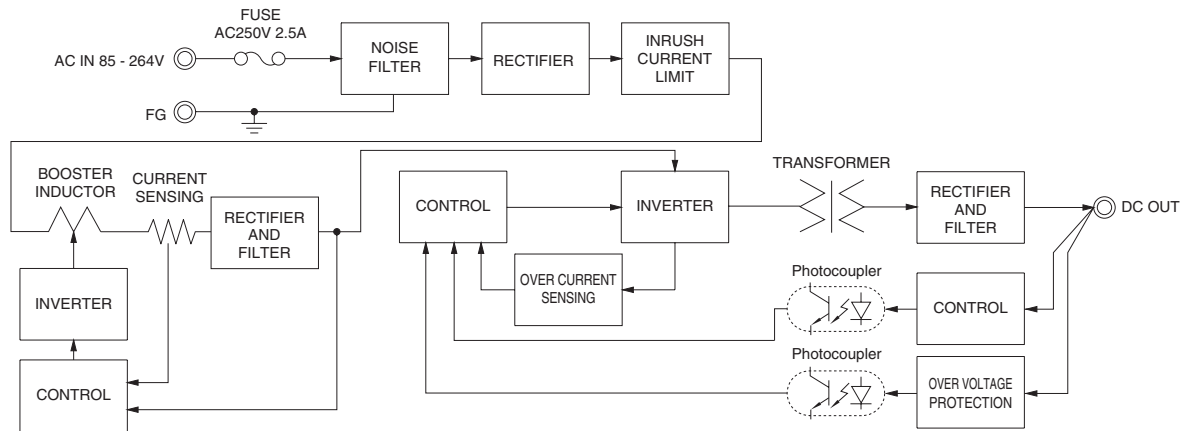 FUSE
AC250V 2.5A
AC IN 85 - 264V
NOISE
FILTER
RECTIFIER
INRUSH
CURRENT
LIMIT
FG
BOOSTER
INDUCTOR
CURRENT
SENSING
RECTIFIER
AND
FILTER
CONTROL
INVERTER
TRANSFORMER
RECTIFIER
AND
FILTER
DC OUT
OVER CURRENT
SENSING
INVERTER
CONTROL
Photocoupler
CONTROL
Photocoupler
OVER VOLTAGE
PROTECTION